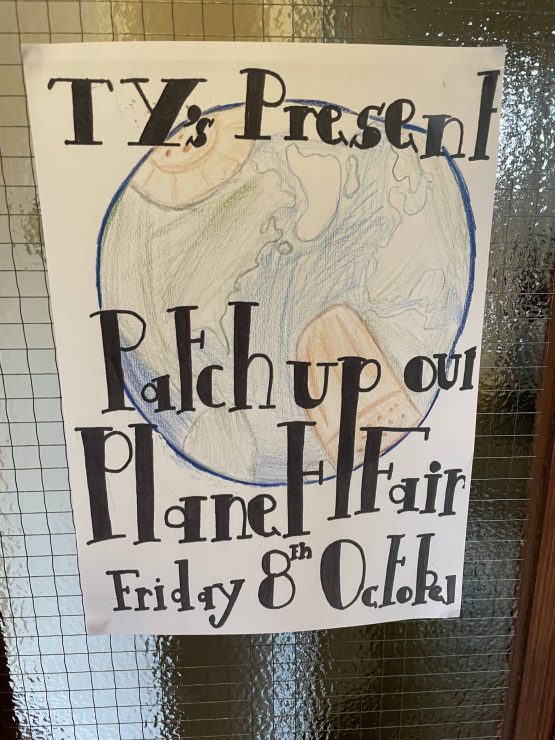 TY's Present
Patch up our
Planet Fair
Friday 8th October